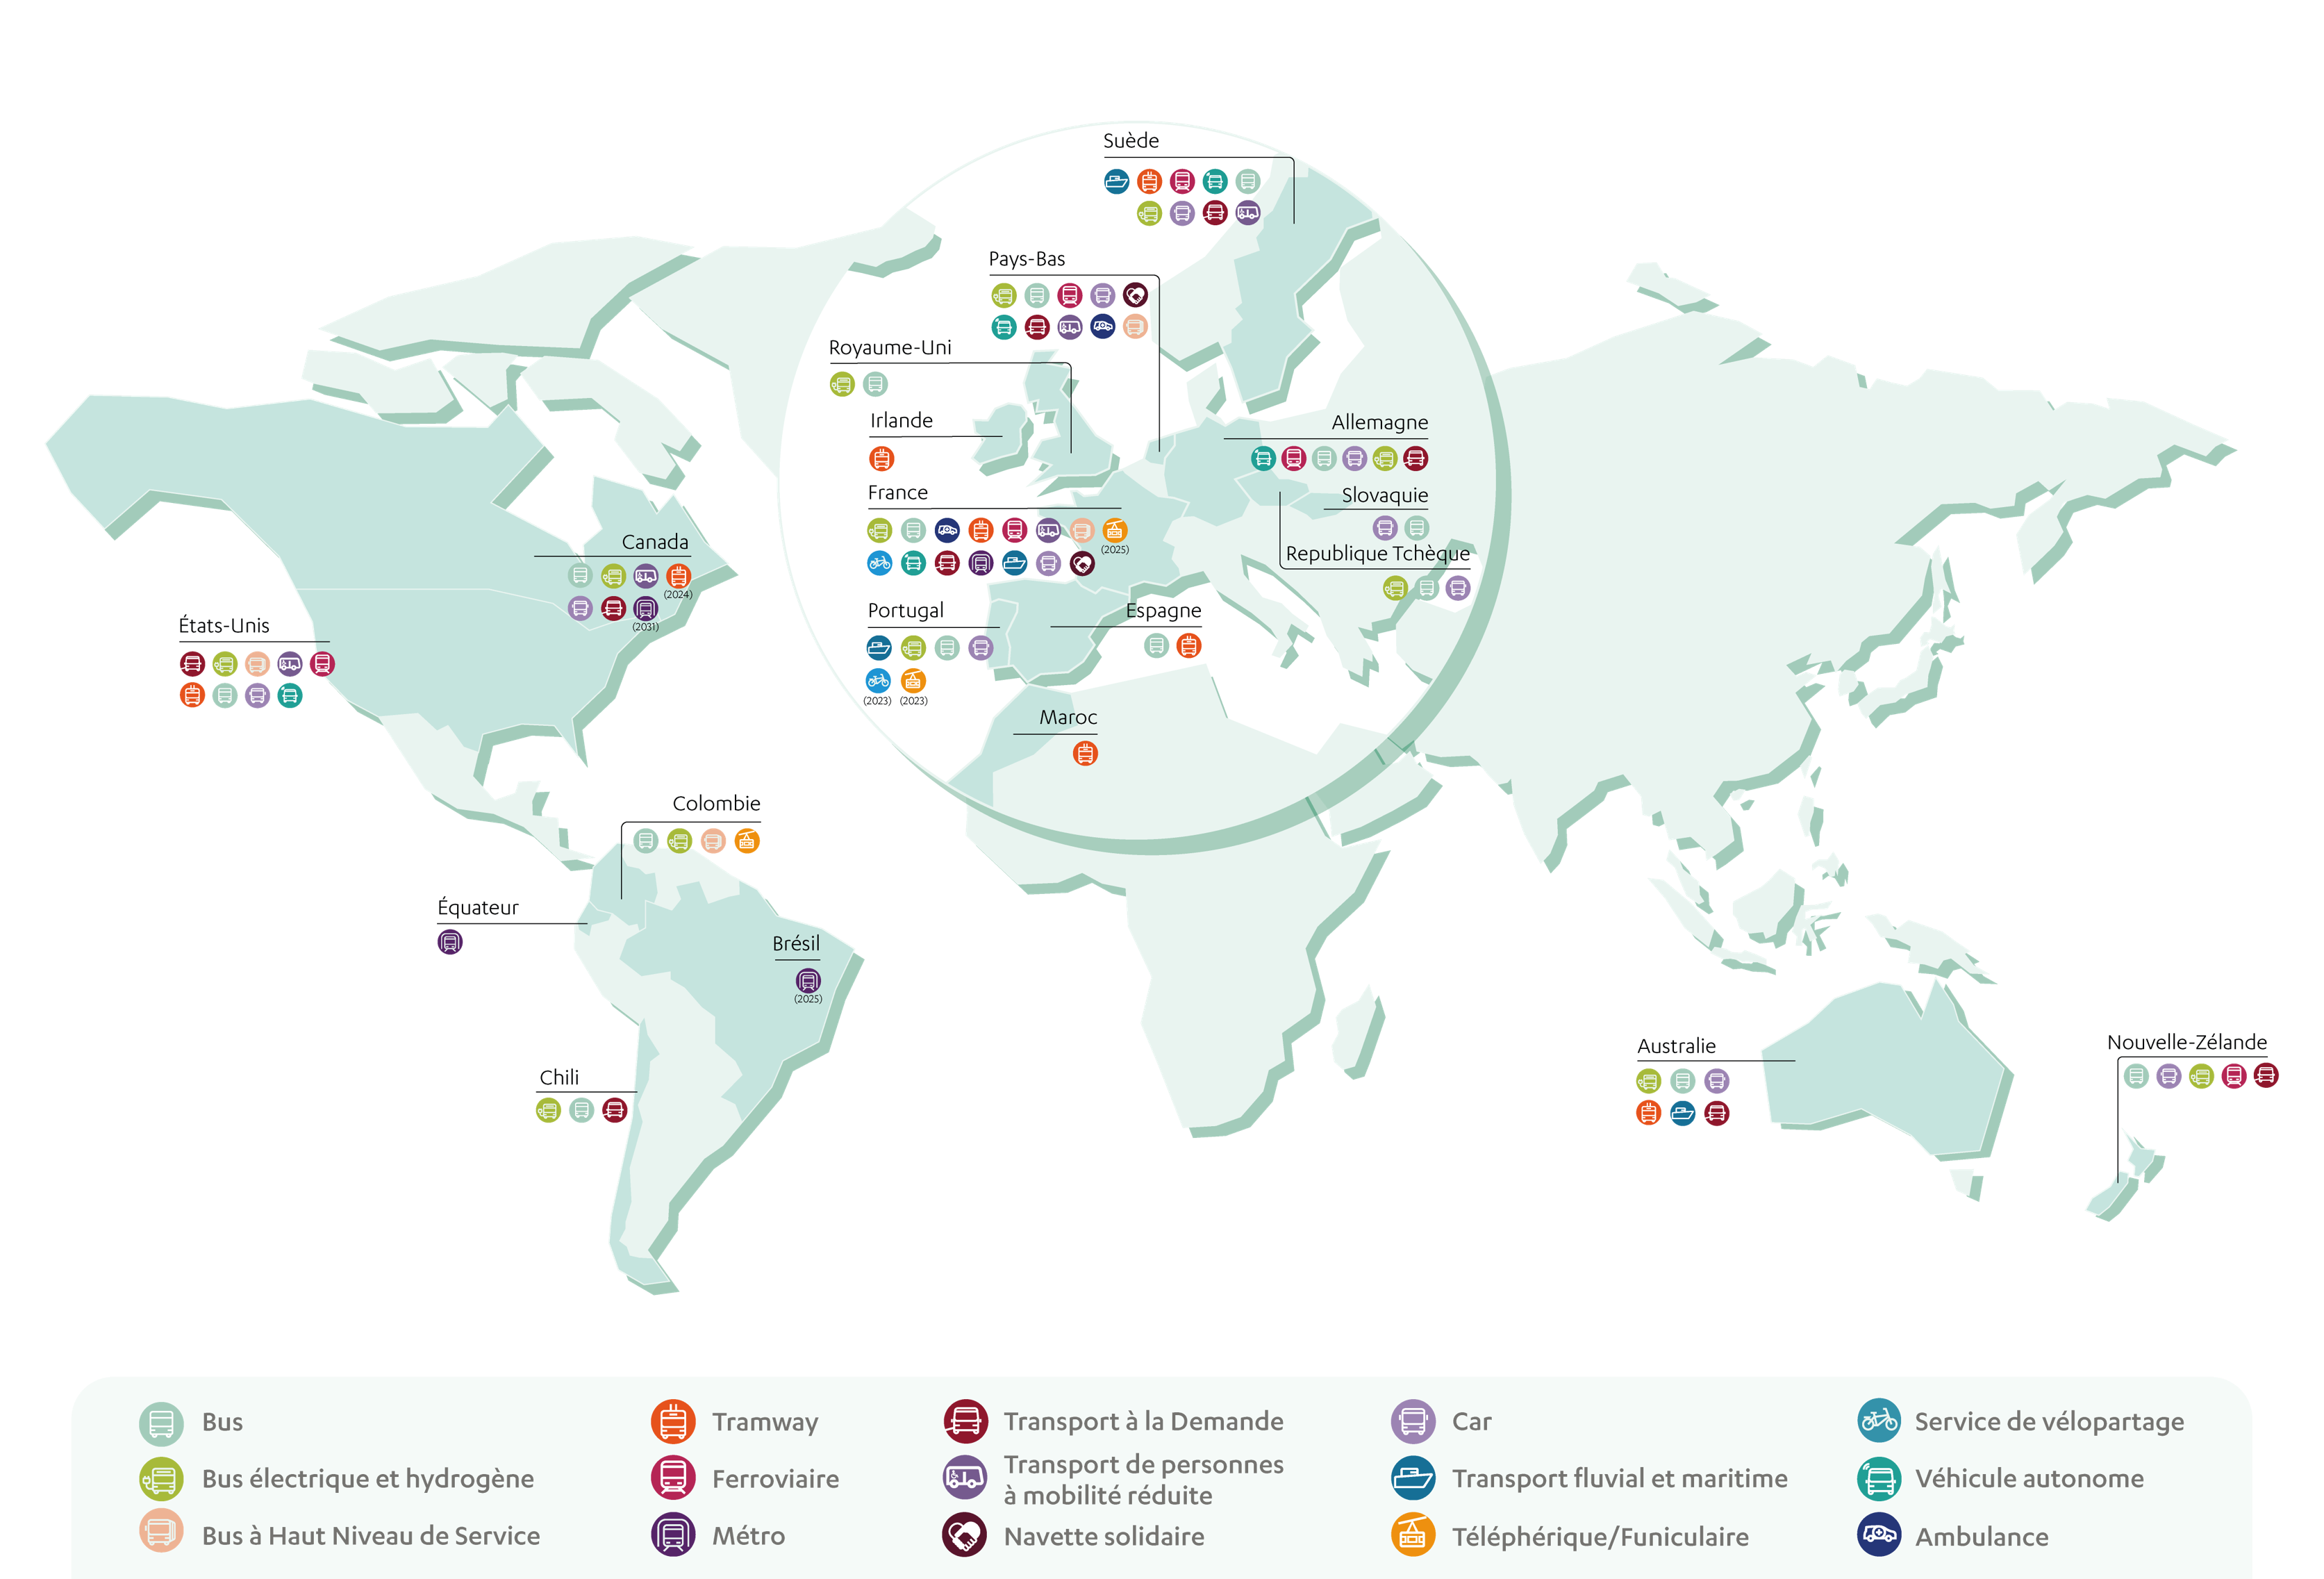 Suède
Pays-Bas
Royaume-Uni
Irlande
Allemagne
France
(2025)
Slovaquie
Republique Tchèque
Canada
(2024)
(2031)
États-Unis
Portugal
(2023) (2023)
Espagne
Maroc
Colombie
Équateur
Brésil
(2025)
Chili
Australie
Nouvelle-Zélande
Bus
Bus électrique et hydrogène
Bus à Haut Niveau de Service
Tramway
Ferroviaire
Métro
Transport à la Demande
Transport de personnes
à mobilité réduite
Navette solidaire
Car
Transport fluvial et maritime
Téléphérique/Funiculaire
Service de vélopartage
Véhicule autonome
Ambulance